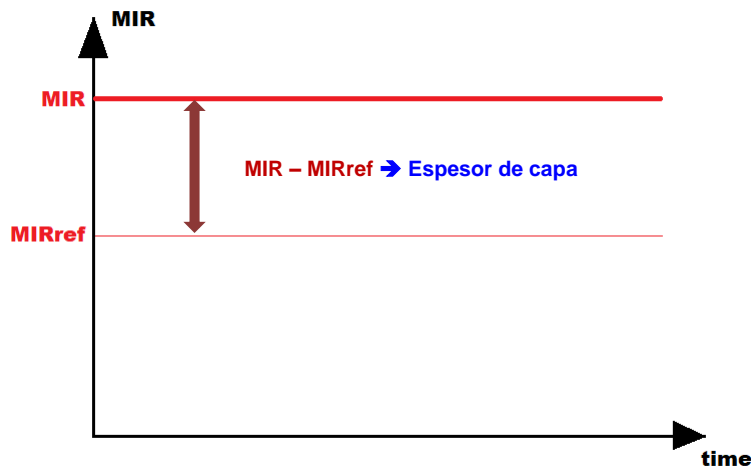 MIR
MIR
MIR – MIRref ➔ Espesor de capa
MIRref
time